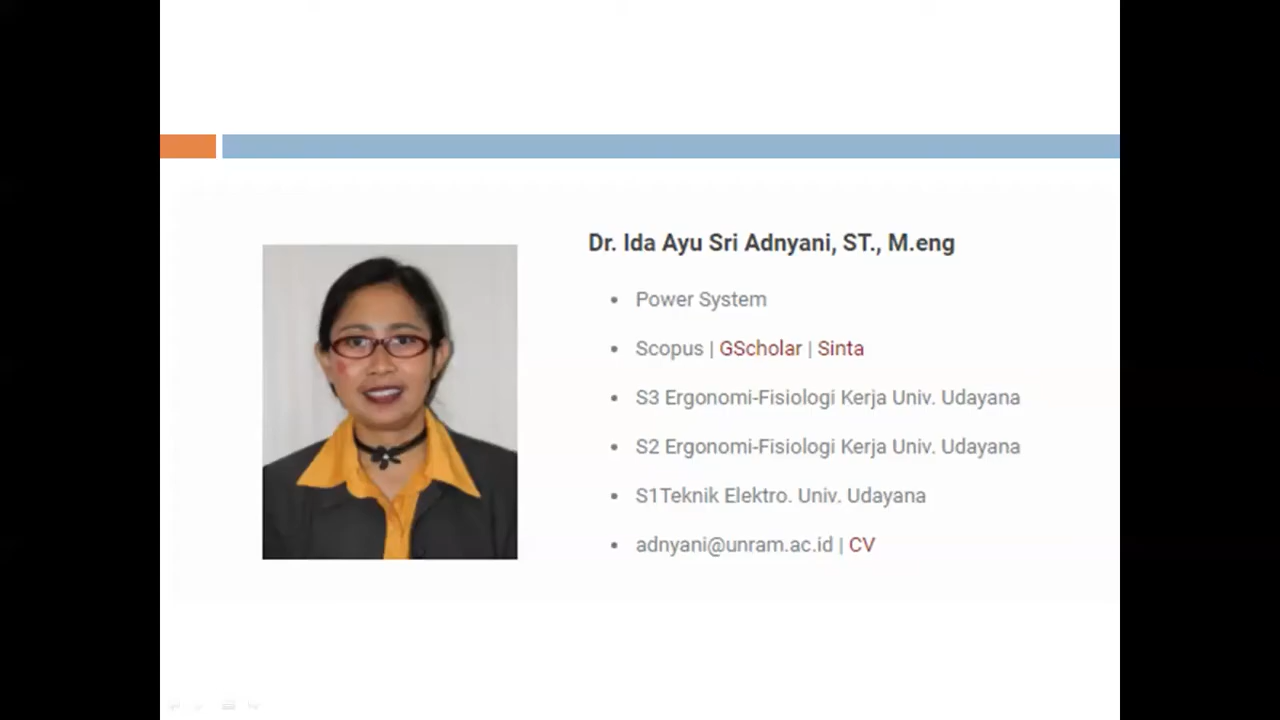 Dr. Ida Ayu Sri Adnyani, ST., M.eng
Power System
Scopus | GScholar | Sinta
S3 Ergonomi-Fisiologi Kerja Univ. Udayana
S2 Ergonomi-Fisiologi Kerja Univ. Udayana
S1Teknik Elektro. Univ. Udayana
adnyani@unram.ac.id | CV